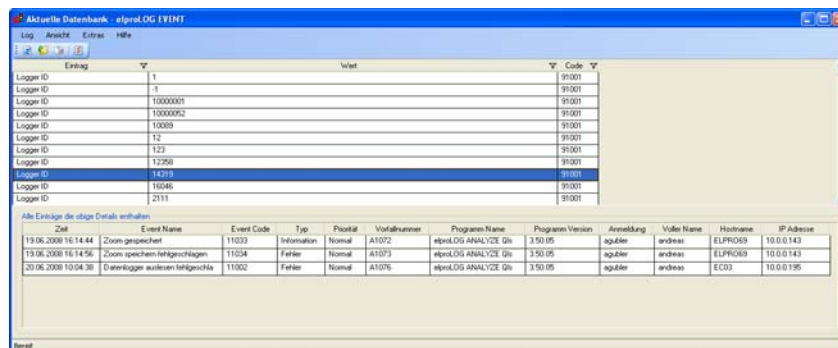 Aktuelle Datenbank - elproLOG EVENT
Log Ansicht Extras Hilfe
Eintrag Wert Code
Logger ID 1 91001
Logger ID -1 91001
Logger ID 10000001 91001
Logger ID 10000052 91001
Logger ID 10089 91001
Logger ID 12 91001
Logger ID 123 91001
Logger ID 12358 91001
Logger ID 14319 91001
Logger ID 16046 91001
Logger ID 2111 91001
Alle Einträge die obige Details enthalten
Zeit Event Name Event Code Typ Priorität Vorfallnummer Programm Name Programm Version Anmeldung Voller Name Hostname IP Adresse
19.06.2008 16:14:44 Zoom gespeichert 11033 Information Normal A1072 elproLOG ANALYZE Qlv 3.50.05 agubler andreas ELPRO69 10.0.0.143
19.06.2008 16:14:56 Zoom speichern fehlgeschlagen 11034 Fehler Normal A1073 elproLOG ANALYZE Qlv 3.50.05 agubler andreas ELPRO69 10.0.0.143
20.06.2008 10:04:38 Datenlogger auslesen fehlgeschla 11002 Fehler Normal A1076 elproLOG ANALYZE Qlv 3.50.05 agubler andreas EC03 10.0.0.195
Bereit